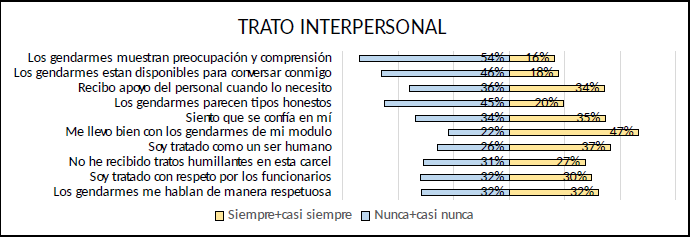 TRATO INTERPERSONAL
Los gendarmes muestran preocupación y comprensión 54% 16%
Los gendarmes estan disponibles para conversar conmigo 46% 18%
Recibo apoyo del personal cuando lo necesito 36% 34%
Los gendarmes parecen tipos honestos 45% 20%
Siento que se confía en mí 34% 35%
Me llevo bien con los gendarmes de mi modulo 22% 47%
Soy tratado como un ser humano 26% 37%
No he recibido tratos humillantes en esta carcel 31% 27%
Soy tratado con respeto por los funcionarios 32% 30%
Los gendarmes me hablan de manera respetuosa 32% 32%
Siempre+casi siempre Nunca+casi nunca